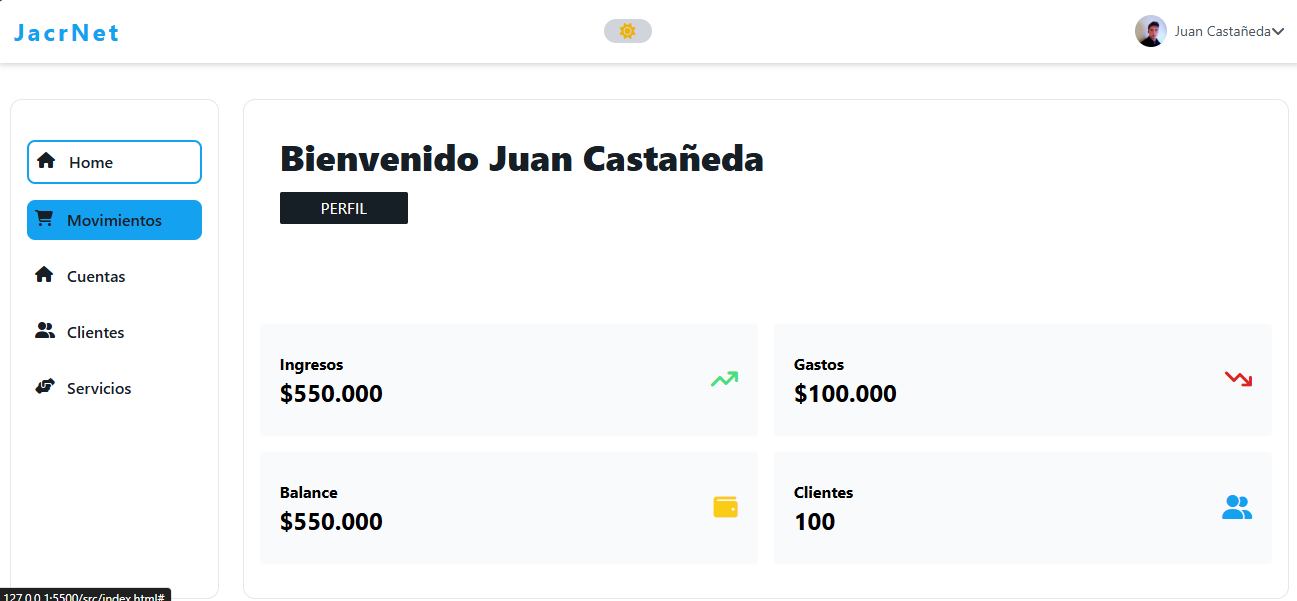 JacrNet
Juan Castañeda
Home
Movimientos
Cuentas
Clientes
Servicios
Bienvenido Juan Castañeda
PERFIL
Ingresos
$550.000
Gastos
$100.000
Balance
$550.000
Clientes
100
127.0.0.1:5500/src/index.html#